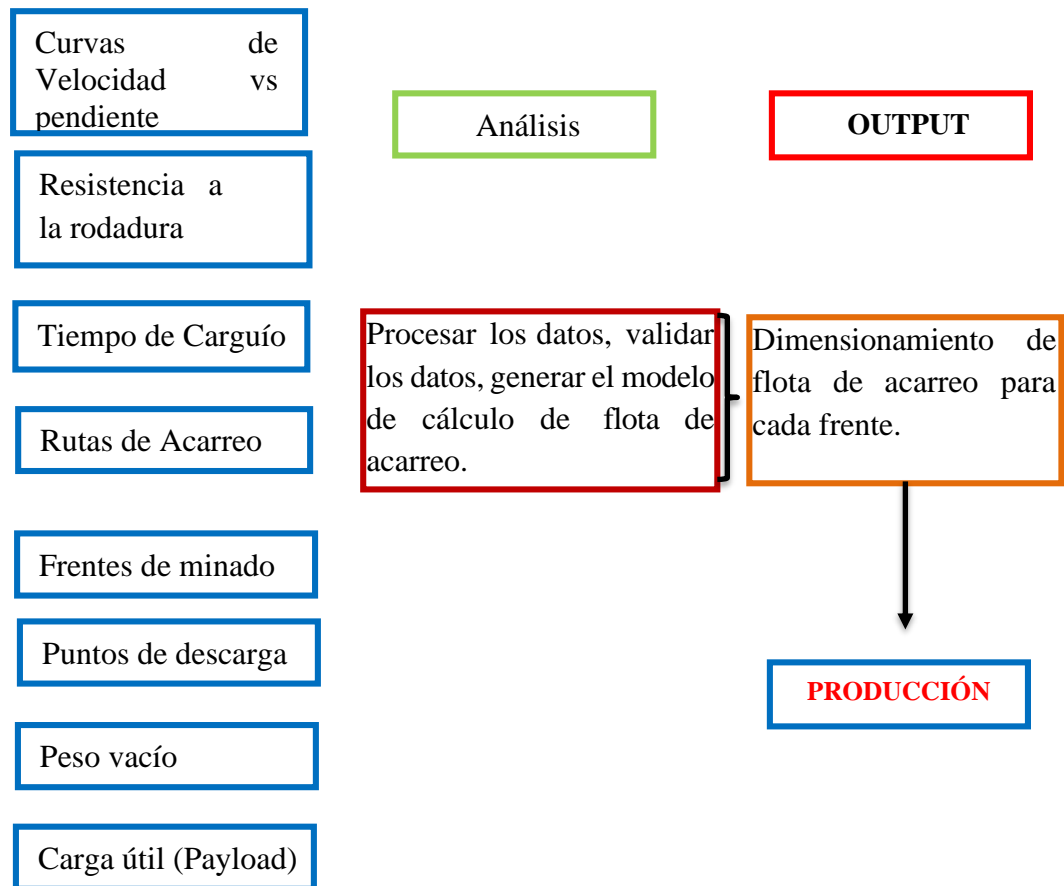 Curvas de
Velocidad vs
pendiente
Resistencia a
la rodadura
Tiempo de Carguío
Rutas de Acarreo
Frentes de minado
Puntos de descarga
Peso vacío
Carga útil (Payload)
Análisis
Procesar los datos, validar
los datos, generar el modelo
de cálculo de flota de
acarreo.
OUTPUT
Dimensionamiento de
flota de acarreo para
cada frente.
PRODUCCIÓN